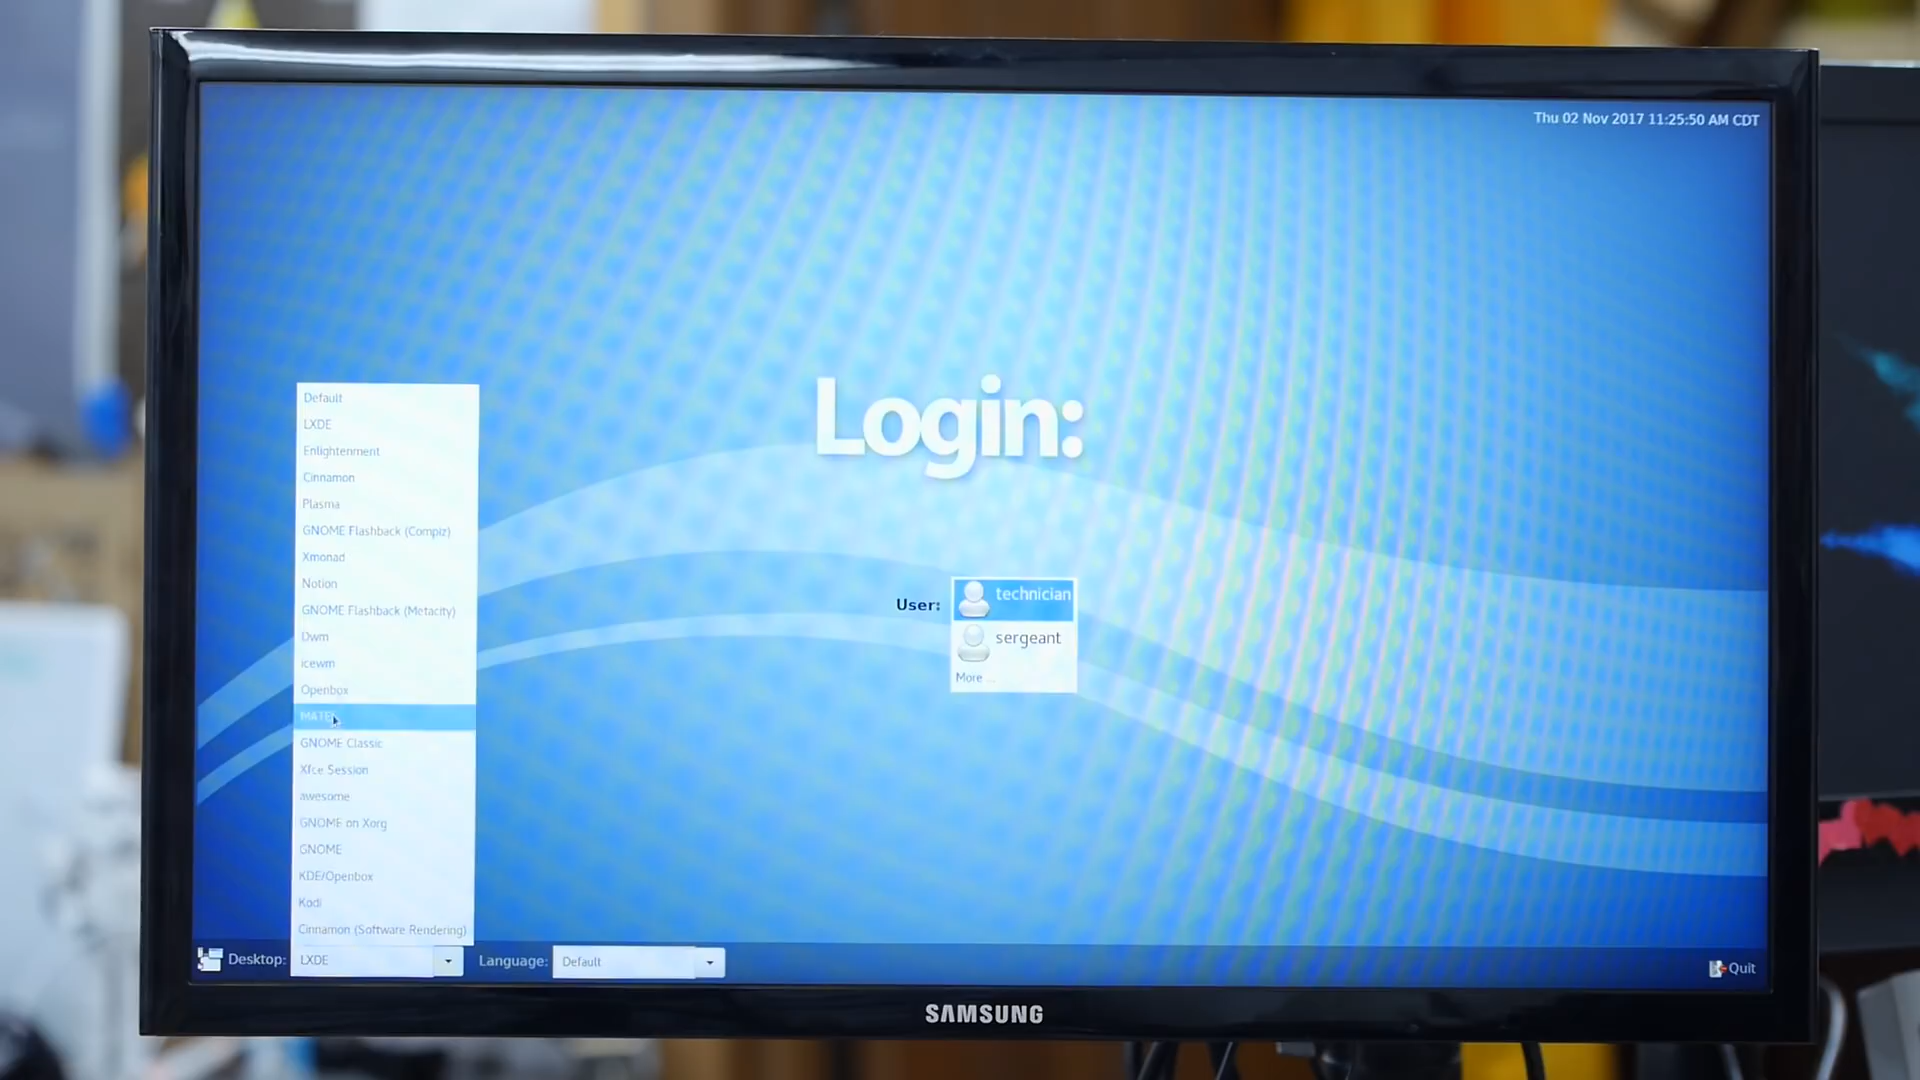 Thu 02 Nov 2017 11:25:50 AM CDT
Login:
Default
LXDE
Enlightenment
Cinnamon
Plasma
GNOME Flashback (Compiz)
Xmonad
Notion
GNOME Flashback (Metacity)
Dwm
icewm
Openbox
MATE
GNOME Classic
Xfce Session
awesome
GNOME on Xorg
GNOME
KDE/Openbox
Kodi
Cinnamon (Software Rendering)
User:
technician
sergeant
More ...
Desktop: LXDE Language: Default
Quit
SAMSUNG